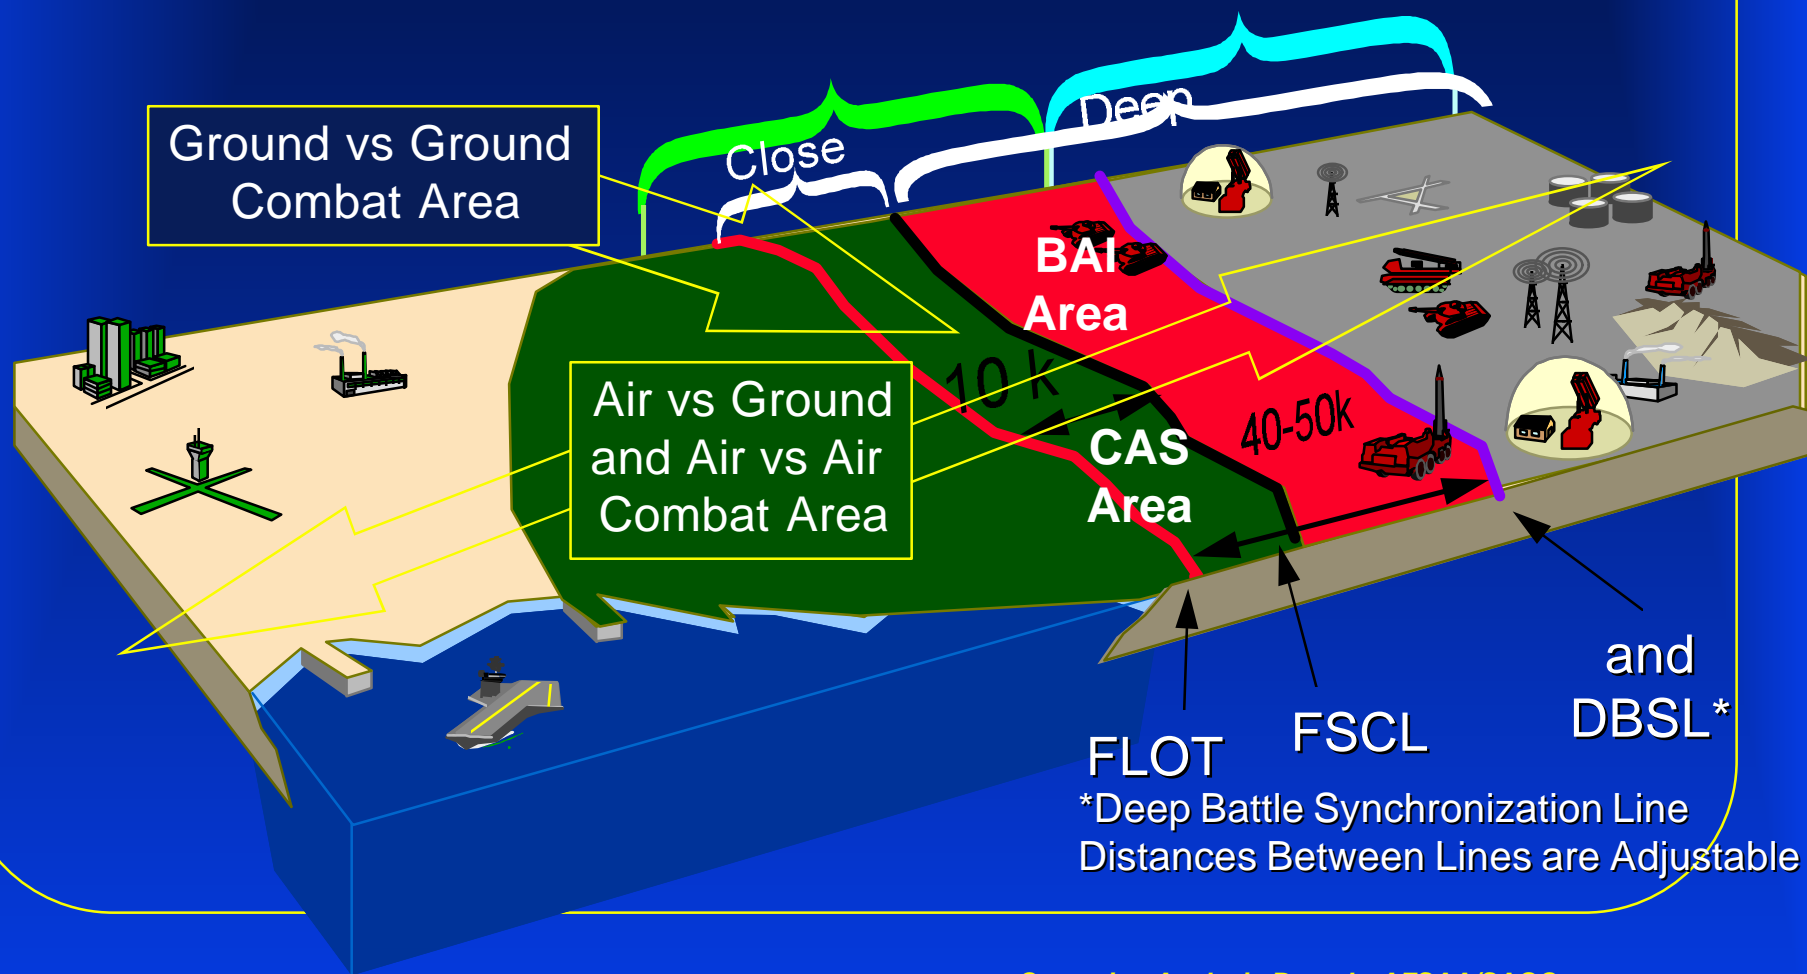 Deep
Close
Ground vs Ground
Combat Area
BAI
Area
10 k
Air vs Ground
and Air vs Air
Combat Area
40-50k
CAS
Area
and
DBSL*
FSCL
FLOT
*Deep Battle Synchronization Line
Distances Between Lines are Adjustable